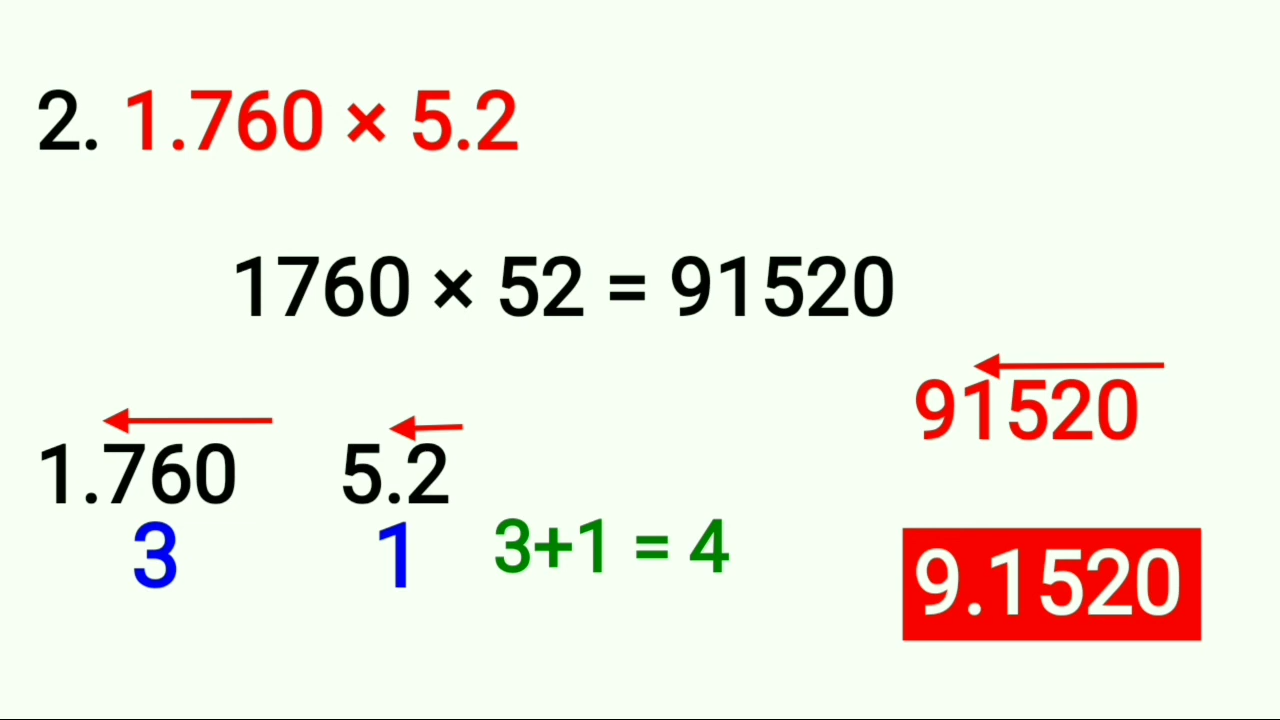 2. 1.760 × 5.2
1760 × 52 = 91520
91520
1.760 5.2
3 1 3+1 = 4
9.1520